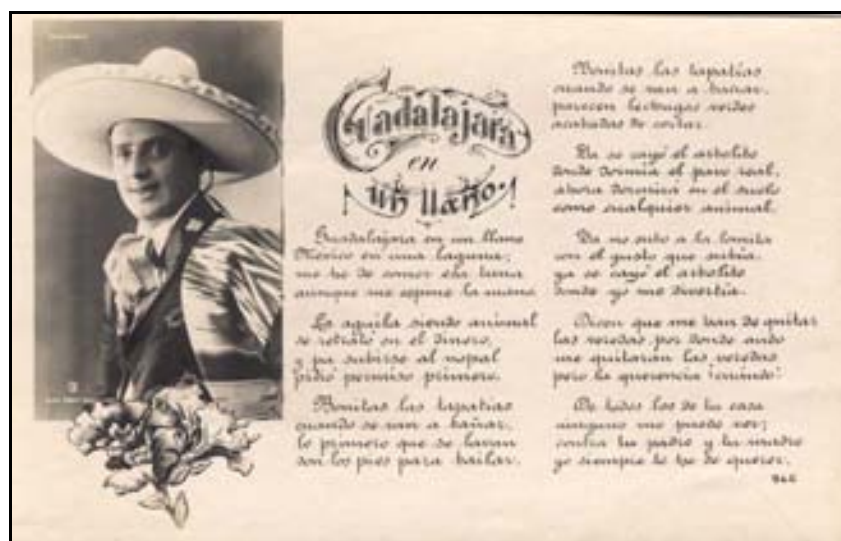 Guadalajara
en
un llano.
Guadalajara en un llano
México en una laguna;
me he de comer esa tuna
aunque me espine la mano.
La aguila siendo animal
se retrató en el dinero,
y pa subirse al nopal
pidió permiso primero.
Bonitas las tapatías
cuando se van a bañar,
lo primero que se lavan
son los pies para bailar.
Bonitas las tapatías
cuando se van a bañar,
parecen lechugas verdes
acabadas de cortar.
Ya se cayó el arbolito
donde dormía el pavo real,
ahora dormirá en el suelo
como cualquier animal.
Ya no subo a la lomita
con el gusto que subía,
ya se cayó el arbolito
donde yo me divertía.
Dicen que me han de quitar
las veredas por donde ando
me quitarán las veredas
pero la querencia ¡cuándo!
De todos los de tu casa
ninguno me puede ver;
contra tu padre y tu madre
yo siempre te he de querer.